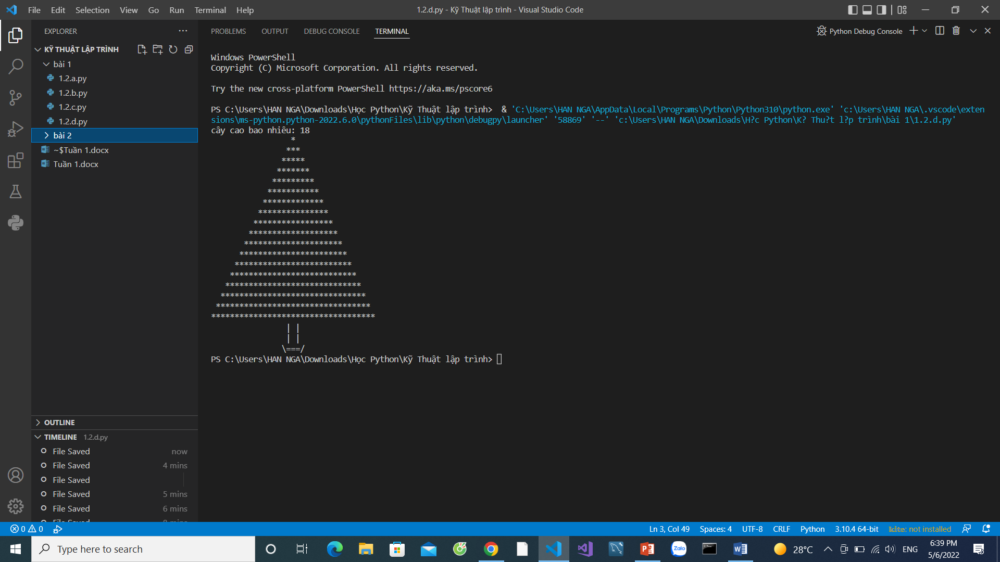 File Edit Selection View Go Run Terminal Help
1.2.d.py - Kỹ Thuật lập trình - Visual Studio Code
EXPLORER
KỸ THUẬT LẬP TRÌNH
bài 1
1.2.a.py
1.2.b.py
1.2.c.py
1.2.d.py
bài 2
~$Tuần 1.docx
Tuần 1.docx
OUTLINE
TIMELINE 1.2.d.py
File Saved now
File Saved 4 mins
File Saved
File Saved 5 mins
File Saved 6 mins
File Saved
PROBLEMS OUTPUT DEBUG CONSOLE TERMINAL
Python Debug Console
Windows PowerShell
Copyright (C) Microsoft Corporation. All rights reserved.
Try the new cross-platform PowerShell https://aka.ms/pscore6
PS C:\Users\HAN NGA\Downloads\Học Python\Kỹ Thuật lập trình>  & 'C:\Users\HAN NGA\AppData\Local\Programs\Python\Python310\python.exe' 'c:\Users\HAN NGA\.vscode\exten
sions\ms-python.python-2022.6.0\pythonFiles\lib\python\debugpy\launcher' '58869' '--' 'c:\Users\HAN NGA\Downloads\H?c Python\K? Thu?t l?p trình\bài 1\1.2.d.py'
cây cao bao nhiêu: 18
                 *
                ***
               *****
              *******
             *********
            ***********
           *************
          ***************
         *****************
        *******************
       *********************
      ***********************
     *************************
    ***************************
   *****************************
  *******************************
 *********************************
***********************************
                | |
                | |
               \===/
PS C:\Users\HAN NGA\Downloads\Học Python\Kỹ Thuật lập trình>
0 0
Ln 3, Col 49 Spaces: 4 UTF-8 CRLF Python 3.10.4 64-bit kite: not installed
Type here to search
Zalo
28°C
ENG
6:39 PM
5/6/2022